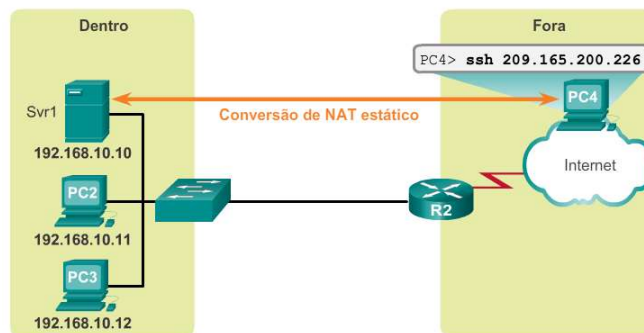 Dentro
Fora
PC4> ssh 209.165.200.226
Svr1
PC4
Conversão de NAT estático
192.168.10.10
Internet
PC2
R2
192.168.10.11
PC3
192.168.10.12